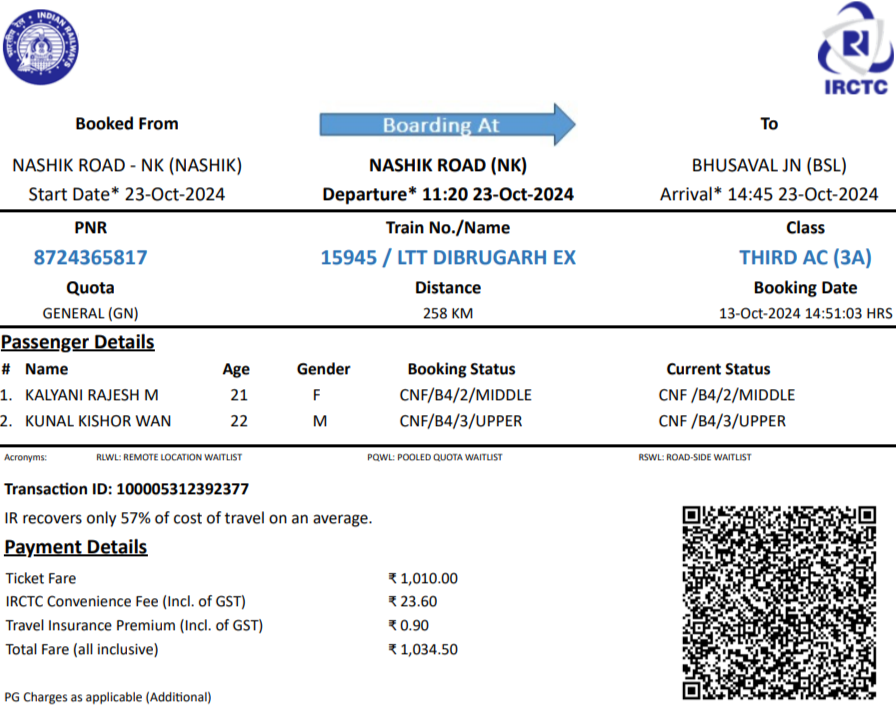 INDIAN RAILWAYS
भारतीय रेल
IRCTC
Booked From
Boarding At
To
NASHIK ROAD - NK (NASHIK)
NASHIK ROAD (NK)
BHUSAVAL JN (BSL)
Start Date* 23-Oct-2024
Departure* 11:20 23-Oct-2024
Arrival* 14:45 23-Oct-2024
PNR
Train No./Name
Class
8724365817
15945 / LTT DIBRUGARH EX
THIRD AC (3A)
Quota
Distance
Booking Date
GENERAL (GN)
258 KM
13-Oct-2024 14:51:03 HRS
Passenger Details
# Name Age Gender Booking Status Current Status
1. KALYANI RAJESH M 21 F CNF/B4/2/MIDDLE CNF /B4/2/MIDDLE
2. KUNAL KISHOR WAN 22 M CNF/B4/3/UPPER CNF /B4/3/UPPER
Acronyms: RLWL: REMOTE LOCATION WAITLIST PQWL: POOLED QUOTA WAITLIST RSWL: ROAD-SIDE WAITLIST
Transaction ID: 100005312392377
IR recovers only 57% of cost of travel on an average.
Payment Details
Ticket Fare ₹ 1,010.00
IRCTC Convenience Fee (Incl. of GST) ₹ 23.60
Travel Insurance Premium (Incl. of GST) ₹ 0.90
Total Fare (all inclusive) ₹ 1,034.50
PG Charges as applicable (Additional)